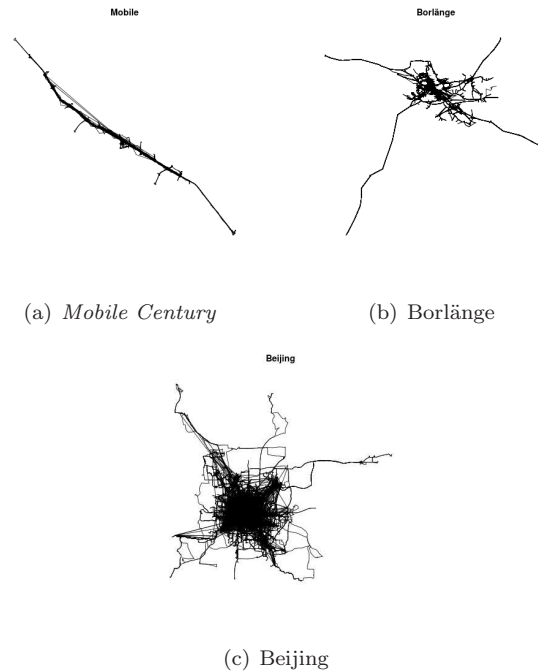 Mobile
Borlänge
(a) Mobile Century
(b) Borlänge
Beijing
(c) Beijing